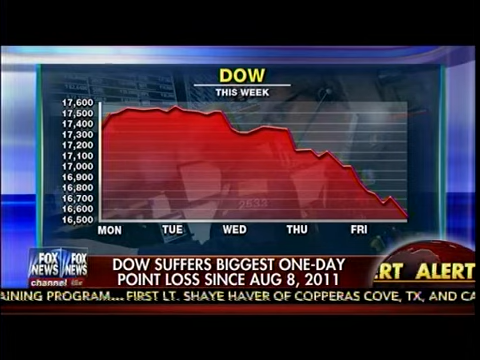 DOW
THIS WEEK
17,600
17,500
17,400
17,300
17,200
17,100
17,000
16,900
16,800
16,700
16,600
16,500
MON TUE WED THU FRI
2533
FOX NEWS channel
FOX NEWS
DOW SUFFERS BIGGEST ONE-DAY
POINT LOSS SINCE AUG 8, 2011
ERT ALERT
AINING PROGRAM... FIRST LT. SHAYE HAVER OF COPPERAS COVE, TX, AND CA